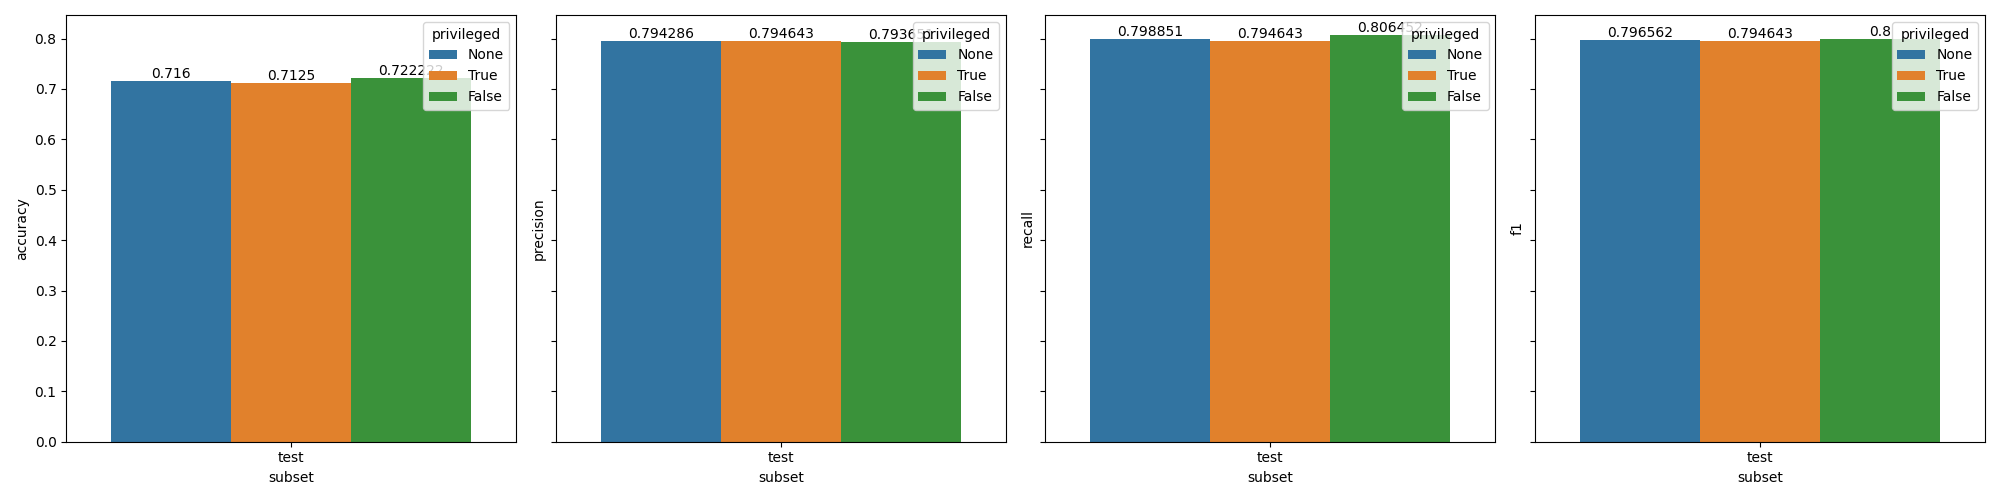 accuracy
0.8
0.7
0.6
0.5
0.4
0.3
0.2
0.1
0.0
0.716
0.7125
0.722222
privileged
None
True
False
test
subset
precision
0.794286
0.794643
privileged
None
True
False
test
subset
recall
0.798851
0.794643
0.806452
privileged
None
True
False
test
subset
f1
0.796562
0.794643
0.8
privileged
None
True
False
test
subset